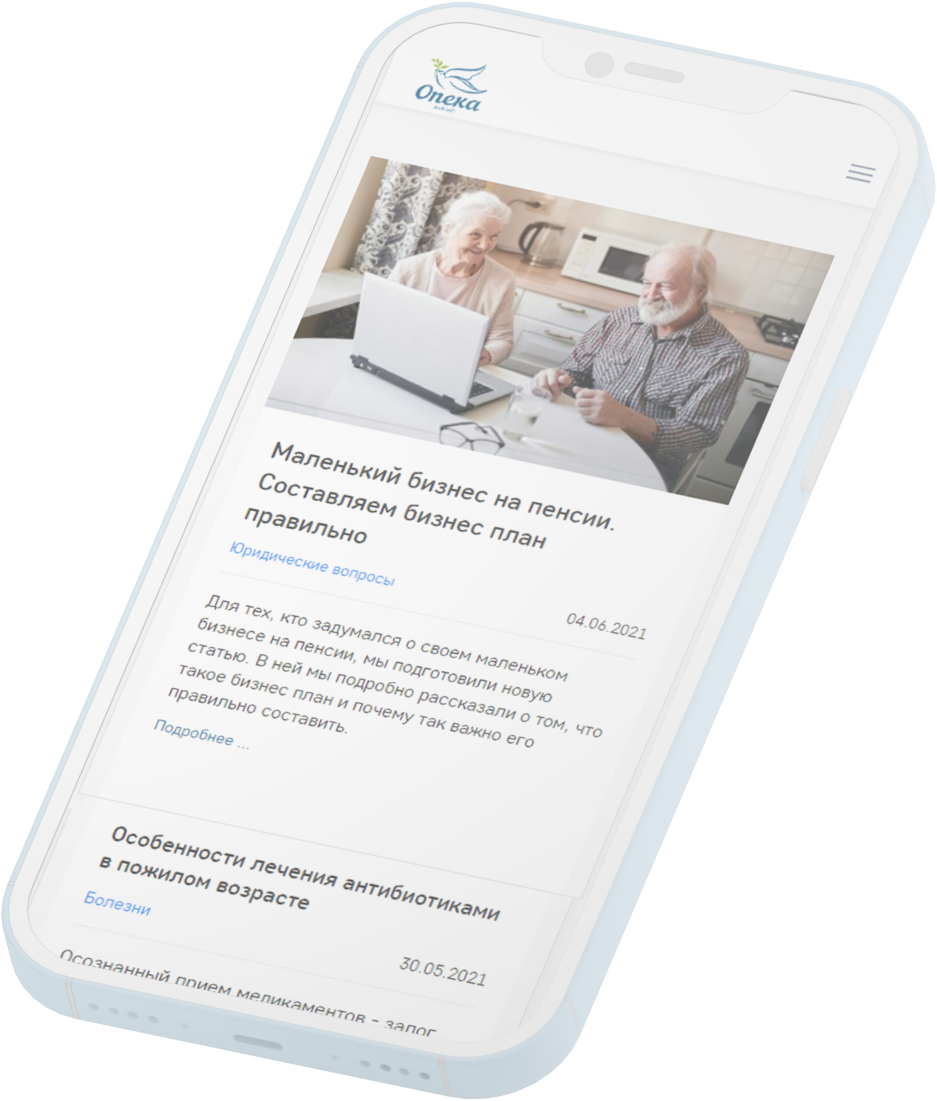 Опека
Маленький бизнес на пенсии.
Составляем бизнес план
правильно
Юридические вопросы
04.06.2021
Для тех, кто задумался о своем маленьком
бизнесе на пенсии, мы подготовили новую
статью. В ней мы подробно рассказали о том, что
такое бизнес план и почему так важно его
правильно составить.
Подробнее ...
Особенности лечения антибиотиками
в пожилом возрасте
Болезни
30.05.2021
Осознанный прием медикаментов - залог